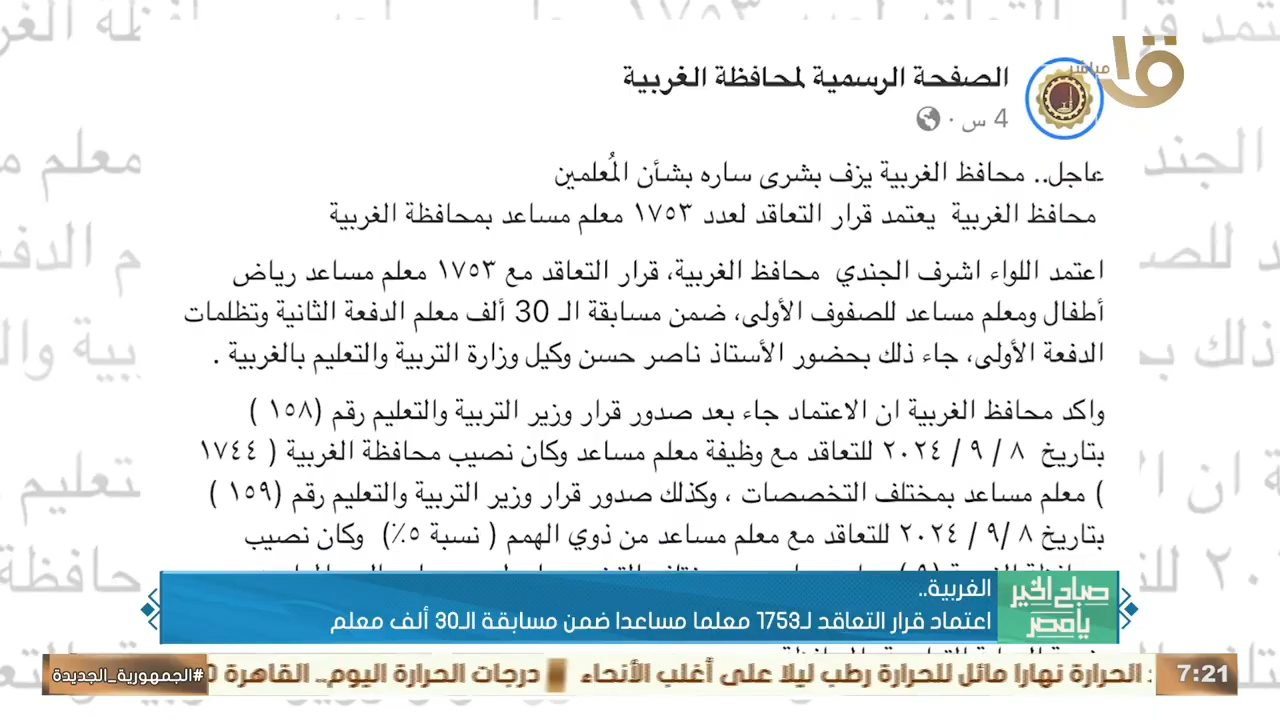 مباشر
الصفحة الرسمية لمحافظة الغربية
4 س ·
عاجل.. محافظ الغربية يزف بشرى ساره بشأن المُعلمين
محافظ الغربية يعتمد قرار التعاقد لعدد ١٧٥٣ معلم مساعد بمحافظة الغربية
اعتمد اللواء اشرف الجندي محافظ الغربية، قرار التعاقد مع ١٧٥٣ معلم مساعد رياض
أطفال ومعلم مساعد للصفوف الأولى، ضمن مسابقة الـ 30 ألف معلم الدفعة الثانية وتظلمات
الدفعة الأولى، جاء ذلك بحضور الأستاذ ناصر حسن وكيل وزارة التربية والتعليم بالغربية .
واكد محافظ الغربية ان الاعتماد جاء بعد صدور قرار وزير التربية والتعليم رقم (١٥٨ )
بتاريخ ٨ / ٩ / ٢٠٢٤ للتعاقد مع وظيفة معلم مساعد وكان نصيب محافظة الغربية ( ١٧٤٤
) معلم مساعد بمختلف التخصصات ، وكذلك صدور قرار وزير التربية والتعليم رقم (١٥٩ )
بتاريخ ٨ /٩ / ٢٠٢٤ للتعاقد مع معلم مساعد من ذوي الهمم ( نسبة ٥٪) وكان نصيب
صباح الخير يا مصر
الغربية..
اعتماد قرار التعاقد لـ1753 معلما مساعدا ضمن مسابقة الـ30 ألف معلم
7:21
الحرارة نهارا مائل للحرارة رطب ليلا على أغلب الأنحاء
درجات الحرارة اليوم.. القاهرة
#الجمهورية_الجديدة